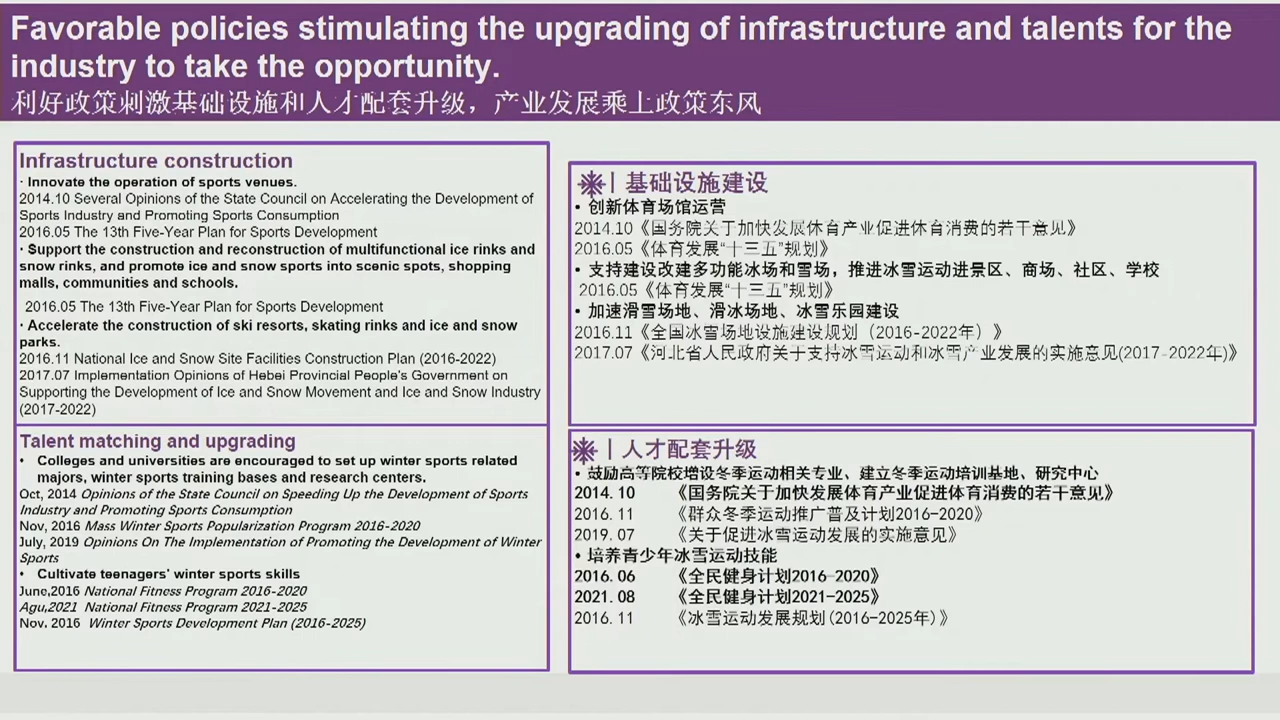 Favorable policies stimulating the upgrading of infrastructure and talents for the
industry to take the opportunity.
利好政策刺激基础设施和人才配套升级，产业发展乘上政策东风
Infrastructure construction
· Innovate the operation of sports venues.
2014.10 Several Opinions of the State Council on Accelerating the Development of
Sports Industry and Promoting Sports Consumption
2016.05 The 13th Five-Year Plan for Sports Development
· Support the construction and reconstruction of multifunctional ice rinks and
snow rinks, and promote ice and snow sports into scenic spots, shopping
malls, communities and schools.
2016.05 The 13th Five-Year Plan for Sports Development
· Accelerate the construction of ski resorts, skating rinks and ice and snow
parks.
2016.11 National Ice and Snow Site Facilities Construction Plan (2016-2022)
2017.07 Implementation Opinions of Hebei Provincial People's Government on
Supporting the Development of Ice and Snow Movement and Ice and Snow Industry
(2017-2022)
Talent matching and upgrading
• Colleges and universities are encouraged to set up winter sports related
majors, winter sports training bases and research centers.
Oct, 2014 Opinions of the State Council on Speeding Up the Development of Sports
Industry and Promoting Sports Consumption
Nov, 2016 Mass Winter Sports Popularization Program 2016-2020
July, 2019 Opinions On The Implementation of Promoting the Development of Winter
Sports
• Cultivate teenagers' winter sports skills
June,2016 National Fitness Program 2016-2020
Agu,2021 National Fitness Program 2021-2025
Nov, 2016 Winter Sports Development Plan (2016-2025)
基础设施建设
• 创新体育场馆运营
2014.10《国务院关于加快发展体育产业促进体育消费的若干意见》
2016.05《体育发展“十三五”规划》
• 支持建设改建多功能冰场和雪场，推进冰雪运动进景区、商场、社区、学校
2016.05《体育发展“十三五”规划》
• 加速滑雪场地、滑冰场地、冰雪乐园建设
2016.11《全国冰雪场地设施建设规划（2016-2022年）》
2017.07《河北省人民政府关于支持冰雪运动和冰雪产业发展的实施意见(2017-2022年)》
人才配套升级
• 鼓励高等院校增设冬季运动相关专业、建立冬季运动培训基地、研究中心
2014.10 《国务院关于加快发展体育产业促进体育消费的若干意见》
2016.11 《群众冬季运动推广普及计划2016-2020》
2019.07 《关于促进冰雪运动发展的实施意见》
• 培养青少年冰雪运动技能
2016.06 《全民健身计划2016-2020》
2021.08 《全民健身计划2021-2025》
2016.11 《冰雪运动发展规划(2016-2025年)》